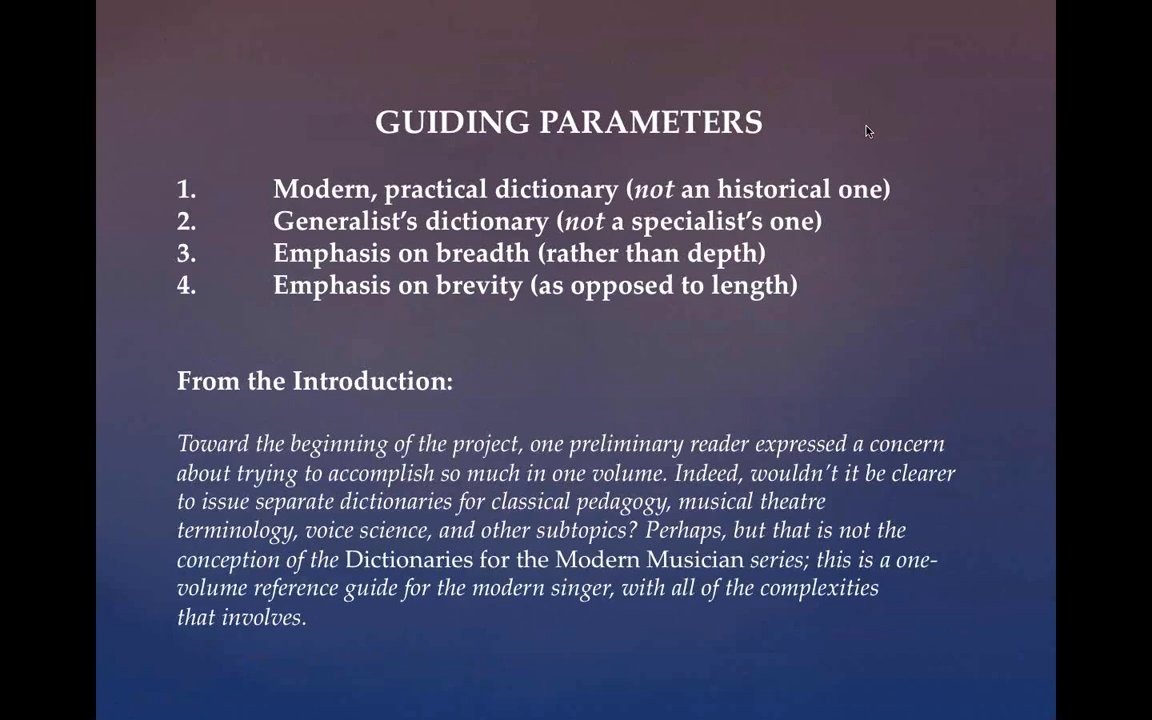 GUIDING PARAMETERS
1. Modern, practical dictionary (not an historical one)
2. Generalist’s dictionary (not a specialist’s one)
3. Emphasis on breadth (rather than depth)
4. Emphasis on brevity (as opposed to length)
From the Introduction:
Toward the beginning of the project, one preliminary reader expressed a concern
about trying to accomplish so much in one volume. Indeed, wouldn’t it be clearer
to issue separate dictionaries for classical pedagogy, musical theatre
terminology, voice science, and other subtopics? Perhaps, but that is not the
conception of the Dictionaries for the Modern Musician series; this is a one-
volume reference guide for the modern singer, with all of the complexities
that involves.